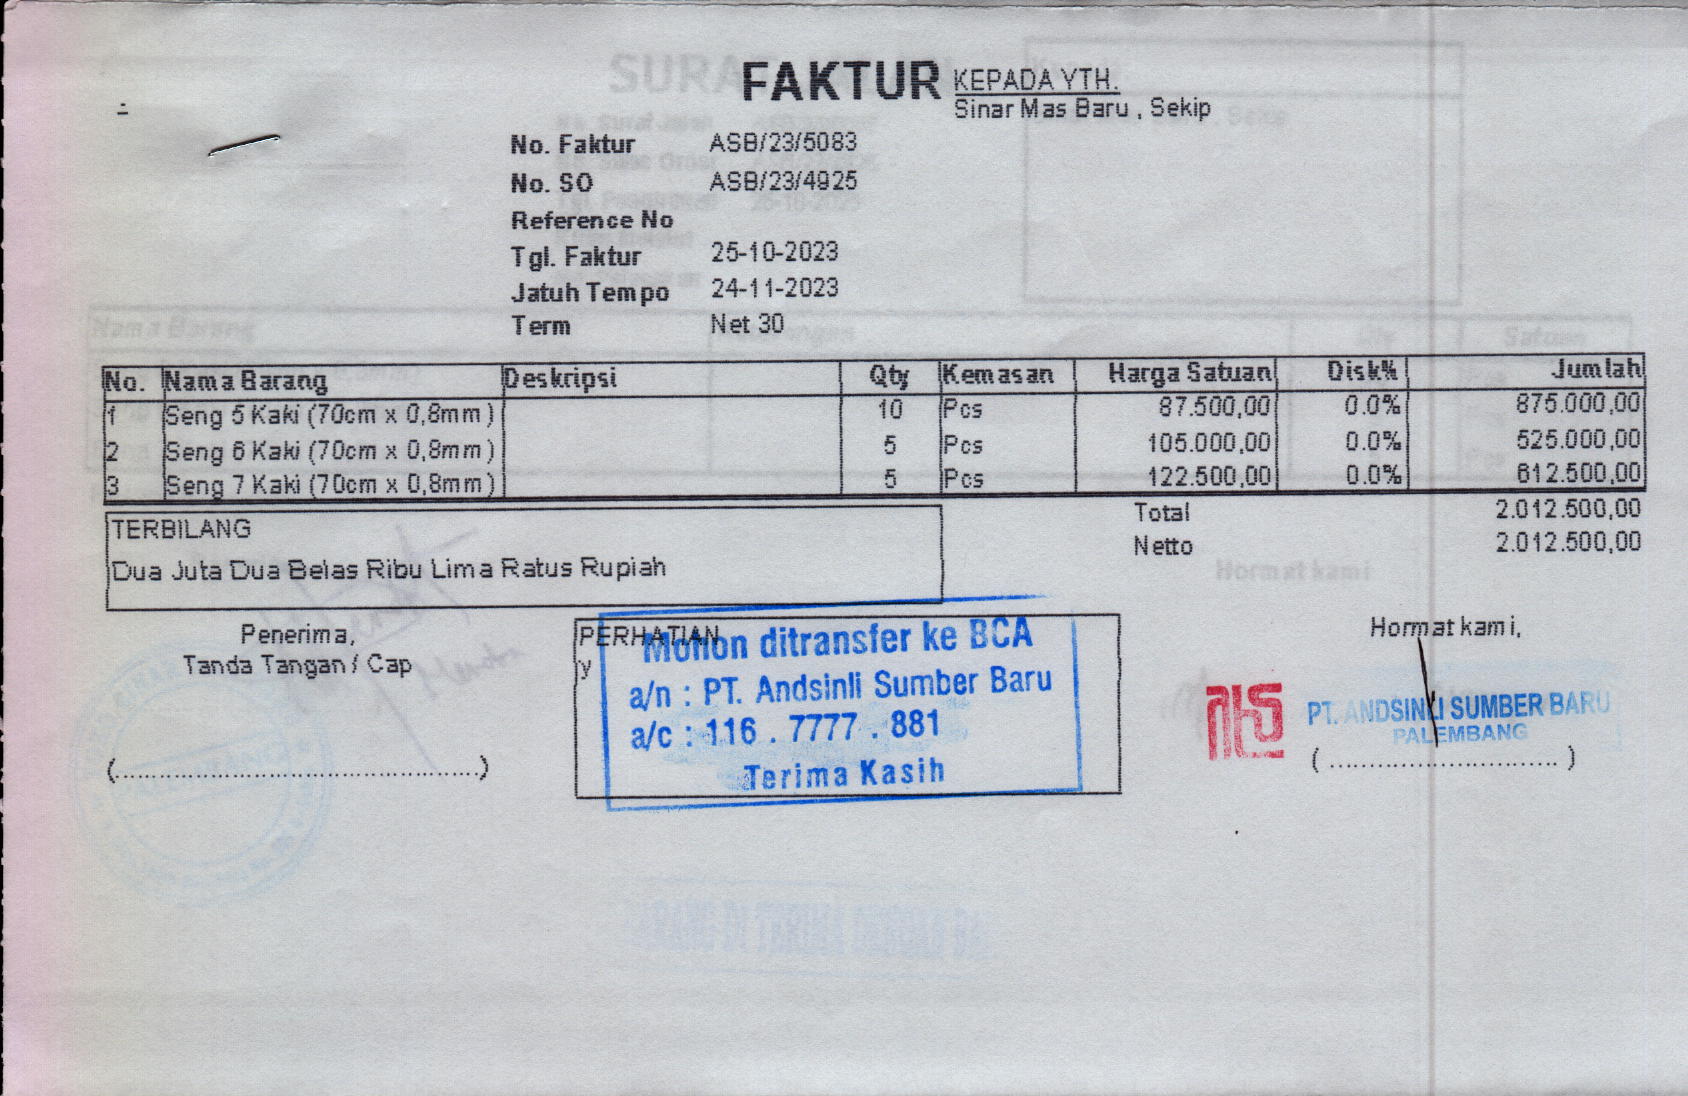 FAKTUR
KEPADA YTH.
Sinar Mas Baru , Sekip
No. Faktur ASB/23/5083
No. SO ASB/23/4925
Reference No
Tgl. Faktur 25-10-2023
Jatuh Tempo 24-11-2023
Term Net 30
No. Nama Barang Deskripsi Qty Kemasan Harga Satuan Disk% Jumlah
1 Seng 5 Kaki (70cm x 0,8mm) 10 Pcs 87.500,00 0.0% 875.000,00
2 Seng 6 Kaki (70cm x 0,8mm) 5 Pcs 105.000,00 0.0% 525.000,00
3 Seng 7 Kaki (70cm x 0,8mm) 5 Pcs 122.500,00 0.0% 612.500,00
Total 2.012.500,00
Netto 2.012.500,00
TERBILANG
Dua Juta Dua Belas Ribu Lima Ratus Rupiah
Penerima,
Tanda Tangan / Cap
(................................................)
PERHATIAN
y
Mohon ditransfer ke BCA
a/n : PT. Andsinli Sumber Baru
a/c : 116 . 7777 . 881
Terima Kasih
Hormat kami,
PT. ANDSINLI SUMBER BARU
PALEMBANG
( .............................. )